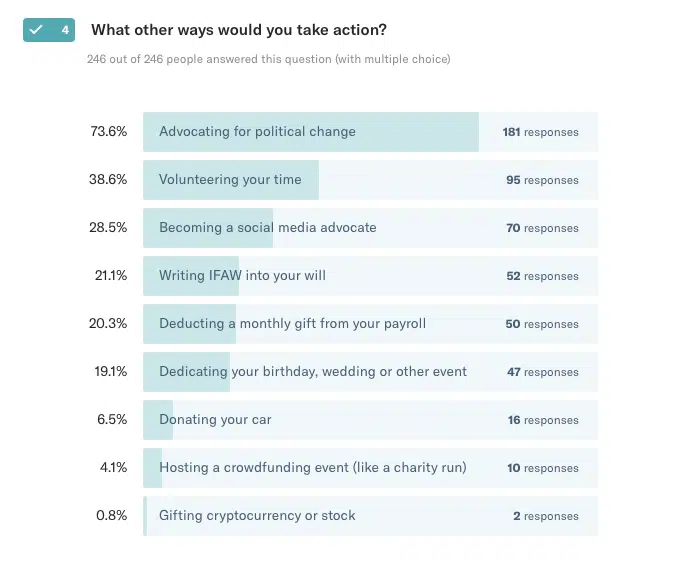 4 What other ways would you take action?
246 out of 246 people answered this question (with multiple choice)
73.6% Advocating for political change 181 responses
38.6% Volunteering your time 95 responses
28.5% Becoming a social media advocate 70 responses
21.1% Writing IFAW into your will 52 responses
20.3% Deducting a monthly gift from your payroll 50 responses
19.1% Dedicating your birthday, wedding or other event 47 responses
6.5% Donating your car 16 responses
4.1% Hosting a crowdfunding event (like a charity run) 10 responses
0.8% Gifting cryptocurrency or stock 2 responses